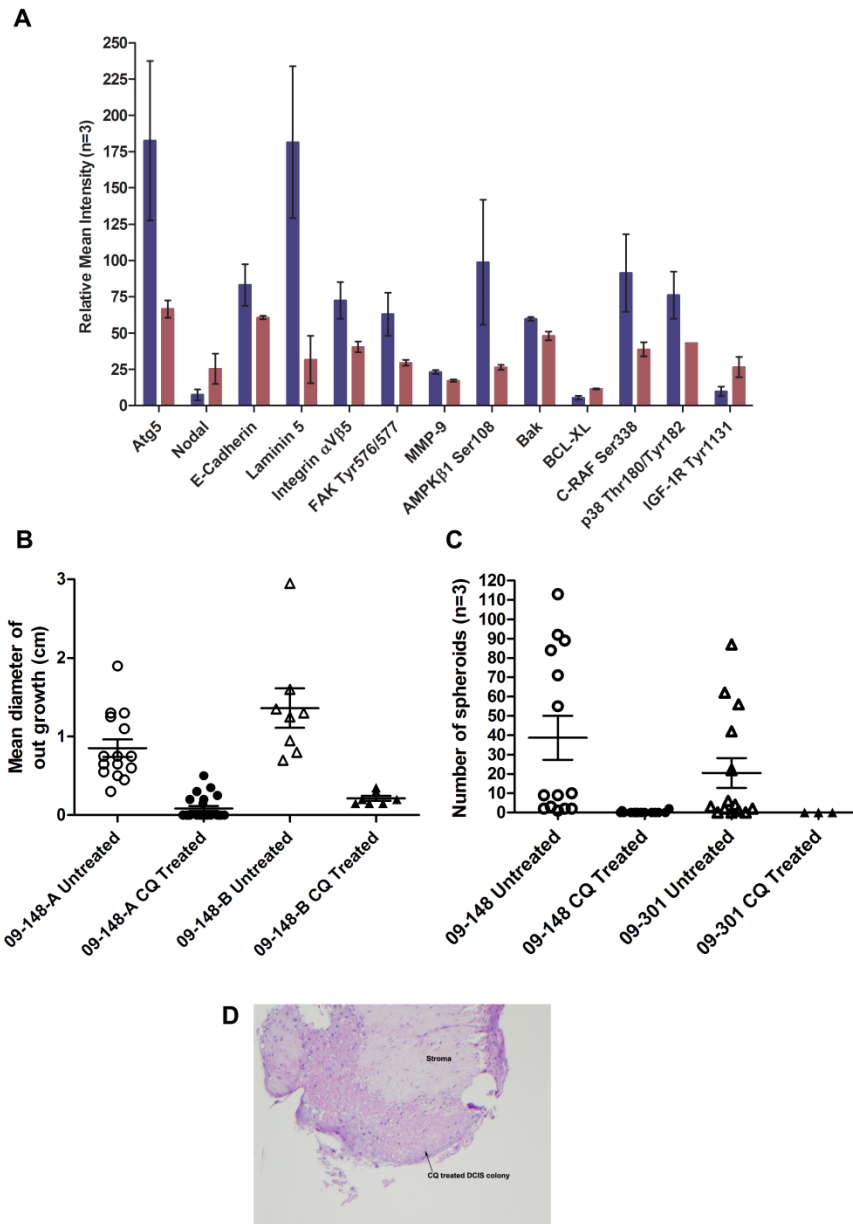 A
Relative Mean Intensity (n=3)
250
225
200
175
150
125
100
75
50
25
0
Atg5
Nodal
E-Cadherin
Laminin 5
Integrin αVβ5
FAK Tyr576/577
MMP-9
AMPKβ1 Ser108
Bak
BCL-XL
C-RAF Ser338
p38 Thr180/Tyr182
IGF-1R Tyr1131
B
Mean diameter of
out growth (cm)
3
2
1
0
09-148-A Untreated
09-148-A CQ Treated
09-148-B Untreated
09-148-B CQ Treated
C
Number of spheroids (n=3)
120
110
100
90
80
70
60
50
40
30
20
10
0
09-148 Untreated
09-148 CQ Treated
09-301 Untreated
09-301 CQ Treated
D
Stroma
CQ treated DCIS colony